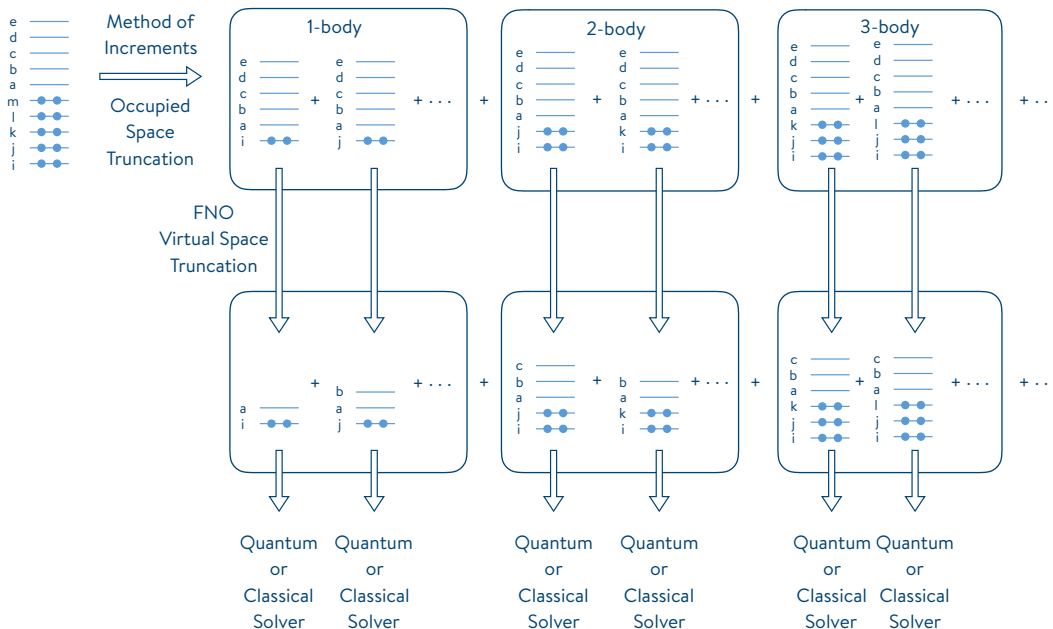 Method of
Increments
Occupied
Space
Truncation
e
d
c
b
a
m
l
k
j
i
1-body
e
d
c
b
a
i
+
e
d
c
b
a
j
+ . . .
+
2-body
e
d
c
b
a
j
i
+
e
d
c
b
a
k
i
+ . . .
+
3-body
e
d
c
b
a
k
j
i
+
e
d
c
b
a
l
j
i
+ . . .
+ . .
FNO
Virtual Space
Truncation
a
i
+
b
a
j
+ . . .
+
c
b
a
j
i
+
b
a
k
i
+ . . .
+
c
b
a
k
j
i
+
c
b
a
l
j
i
+ . . .
+ . .
Quantum
or
Classical
Solver
Quantum
or
Classical
Solver
Quantum
or
Classical
Solver
Quantum
or
Classical
Solver
Quantum
or
Classical
Solver
Quantum
or
Classical
Solver